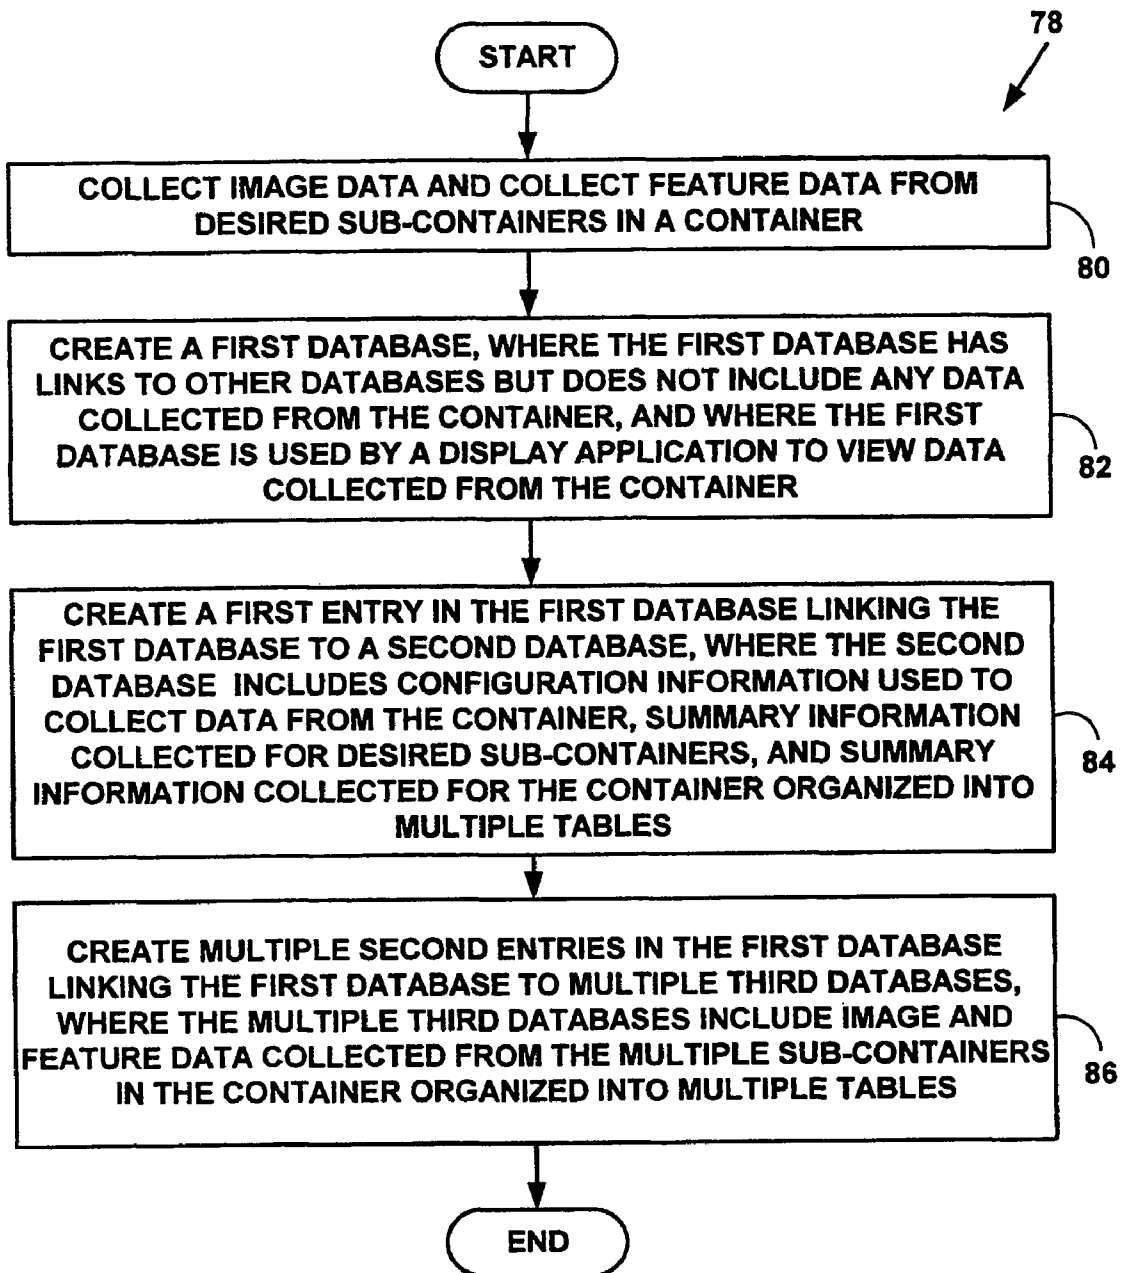 78
START
COLLECT IMAGE DATA AND COLLECT FEATURE DATA FROM
DESIRED SUB-CONTAINERS IN A CONTAINER
80
CREATE A FIRST DATABASE, WHERE THE FIRST DATABASE HAS
LINKS TO OTHER DATABASES BUT DOES NOT INCLUDE ANY DATA
COLLECTED FROM THE CONTAINER, AND WHERE THE FIRST
DATABASE IS USED BY A DISPLAY APPLICATION TO VIEW DATA
COLLECTED FROM THE CONTAINER
82
CREATE A FIRST ENTRY IN THE FIRST DATABASE LINKING THE
FIRST DATABASE TO A SECOND DATABASE, WHERE THE SECOND
DATABASE INCLUDES CONFIGURATION INFORMATION USED TO
COLLECT DATA FROM THE CONTAINER, SUMMARY INFORMATION
COLLECTED FOR DESIRED SUB-CONTAINERS, AND SUMMARY
INFORMATION COLLECTED FOR THE CONTAINER ORGANIZED INTO
MULTIPLE TABLES
84
CREATE MULTIPLE SECOND ENTRIES IN THE FIRST DATABASE
LINKING THE FIRST DATABASE TO MULTIPLE THIRD DATABASES,
WHERE THE MULTIPLE THIRD DATABASES INCLUDE IMAGE AND
FEATURE DATA COLLECTED FROM THE MULTIPLE SUB-CONTAINERS
IN THE CONTAINER ORGANIZED INTO MULTIPLE TABLES
86
END